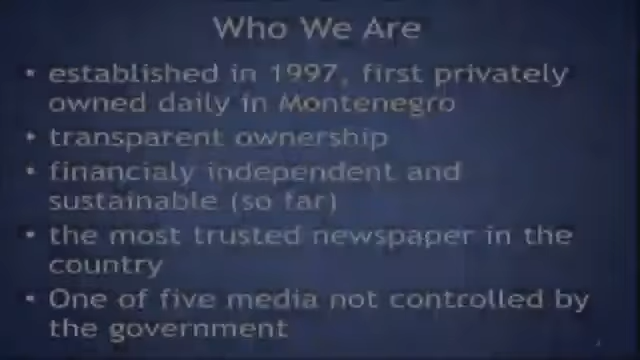 Who We Are
• established in 1997, first privately
owned daily in Montenegro
• transparent ownership
• financialy independent and
sustainable (so far)
• the most trusted newspaper in the
country
• One of five media not controlled by
the government